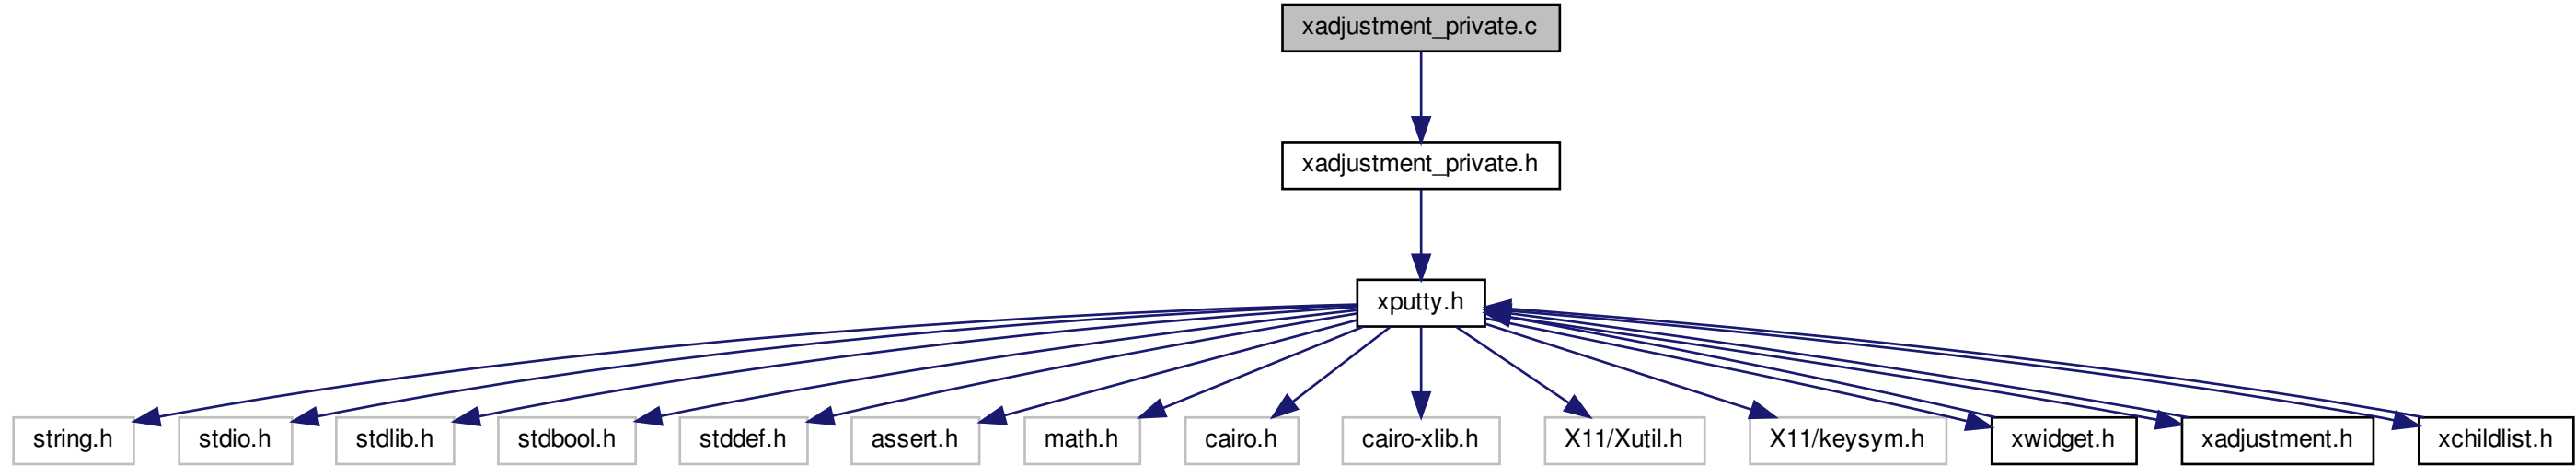 xadjustment_private.c
xadjustment_private.h
xputty.h
string.h
stdio.h
stdlib.h
stdbool.h
stddef.h
assert.h
math.h
cairo.h
cairo-xlib.h
X11/Xutil.h
X11/keysym.h
xwidget.h
xadjustment.h
xchildlist.h